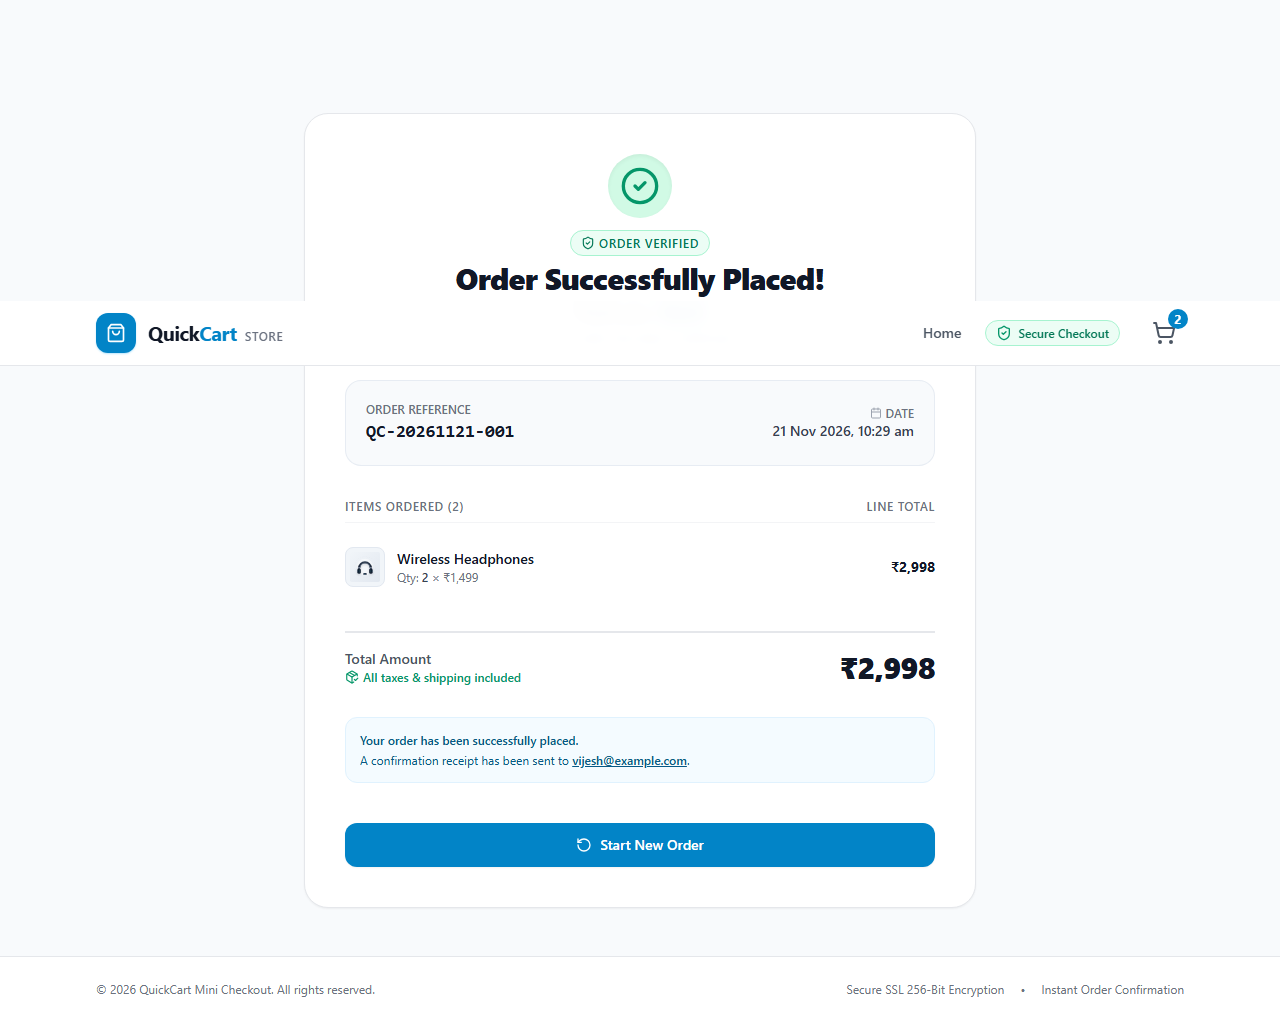 ORDER VERIFIED
Order Successfully Placed!
QuickCart STORE
Home
Secure Checkout
2
ORDER REFERENCE
DATE
QC-20261121-001
21 Nov 2026, 10:29 am
ITEMS ORDERED (2)
LINE TOTAL
Wireless Headphones
Qty: 2 × ₹1,499
₹2,998
Total Amount
All taxes & shipping included
₹2,998
Your order has been successfully placed.
A confirmation receipt has been sent to vijesh@example.com.
Start New Order
© 2026 QuickCart Mini Checkout. All rights reserved.
Secure SSL 256-Bit Encryption • Instant Order Confirmation